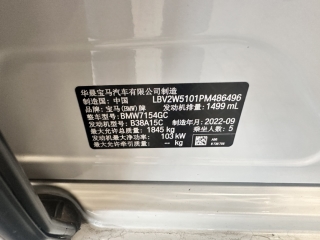 华晨宝马汽车有限公司制造
制造国：中国 LBV2W5101PM486496
品牌：宝马(BMW)牌 发动机排量：1499 mL
整车型号：BMW7154GC
发动机型号：B38A15C 制造年月：2022-09
最大允许总质量：1845 kg 乘坐人数：5
最大净功率：103 kW
最大允许牵引质量：-- kg